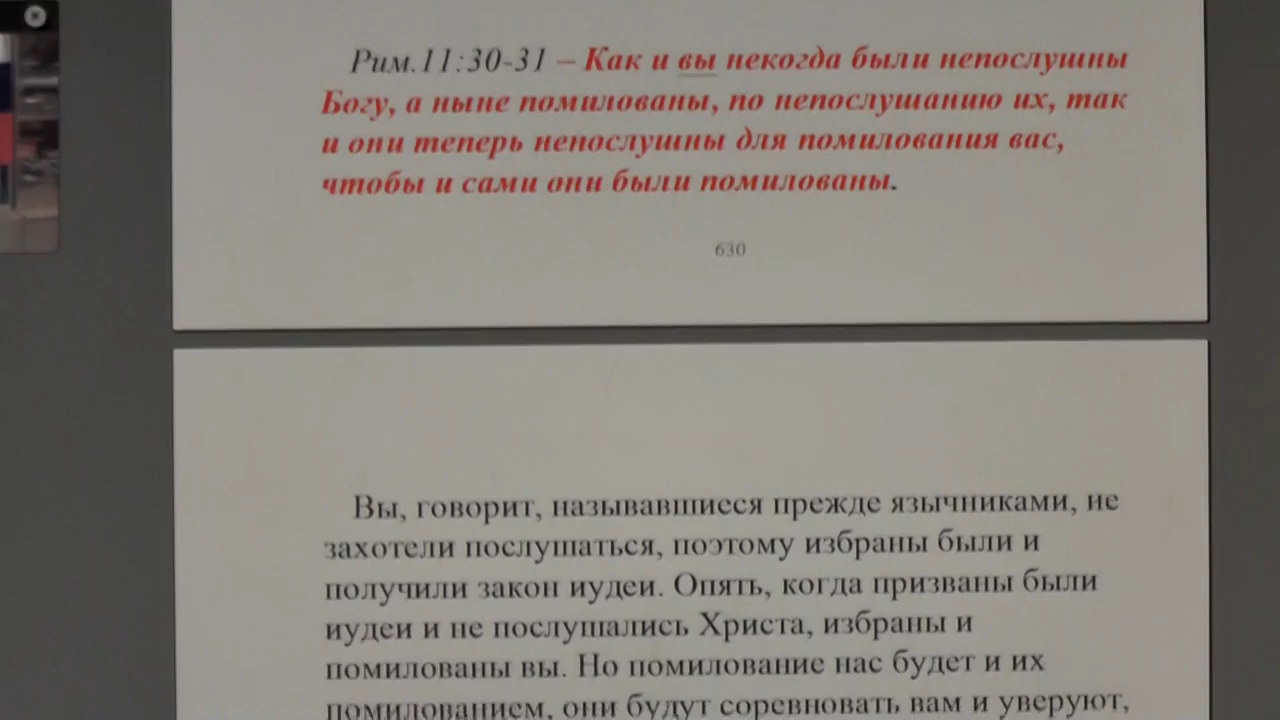 Рим.11:30-31 – Как и вы некогда были непослушны
Богу, а ныне помилованы, по непослушанию их, так
и они теперь непослушны для помилования вас,
чтобы и сами они были помилованы.
630
Вы, говорит, называвшиеся прежде язычниками, не
захотели послушаться, поэтому избраны были и
получили закон иудеи. Опять, когда призваны были
иудеи и не послушались Христа, избраны и
помилованы вы. Но помилование нас будет и их
помилованием, они будут соревновать вам и уверуют,